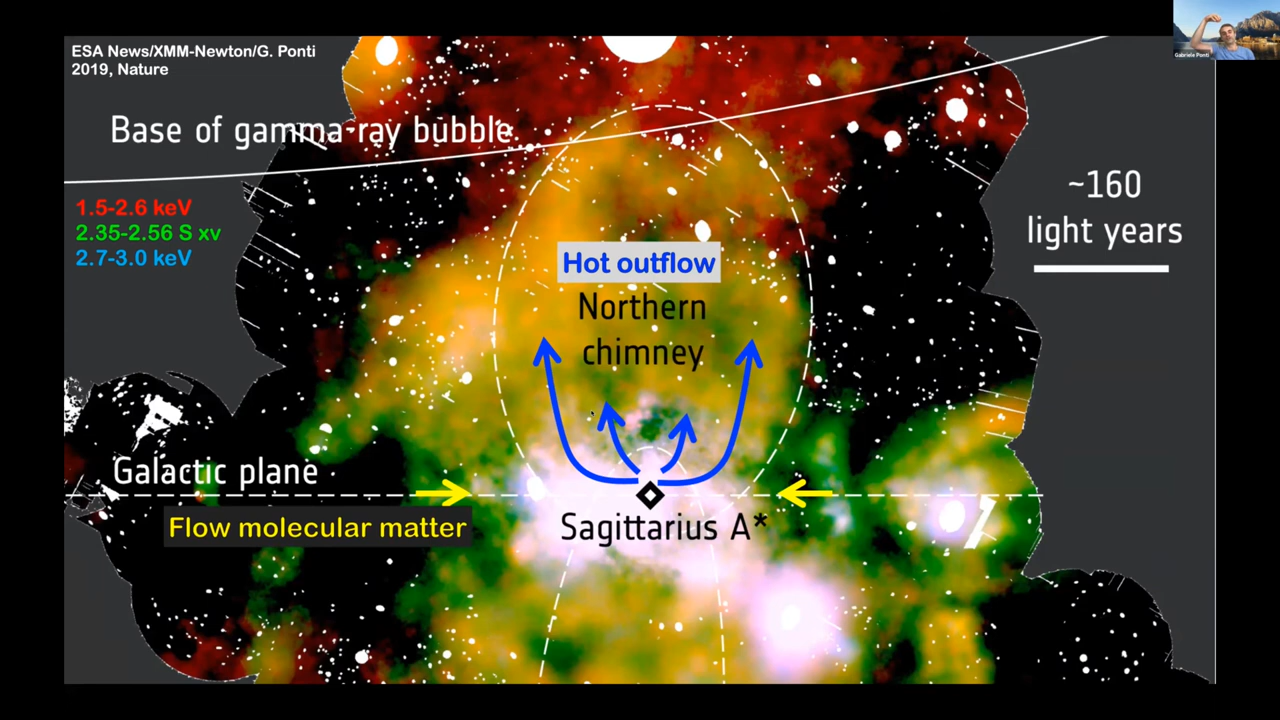 ESA News/XMM-Newton/G. Ponti
2019, Nature
Gabriele Ponti
Base of gamma-ray bubble
~160
light years
1.5-2.6 keV
2.35-2.56 S xv
2.7-3.0 keV
Hot outflow
Northern
chimney
Galactic plane
Flow molecular matter
Sagittarius A*